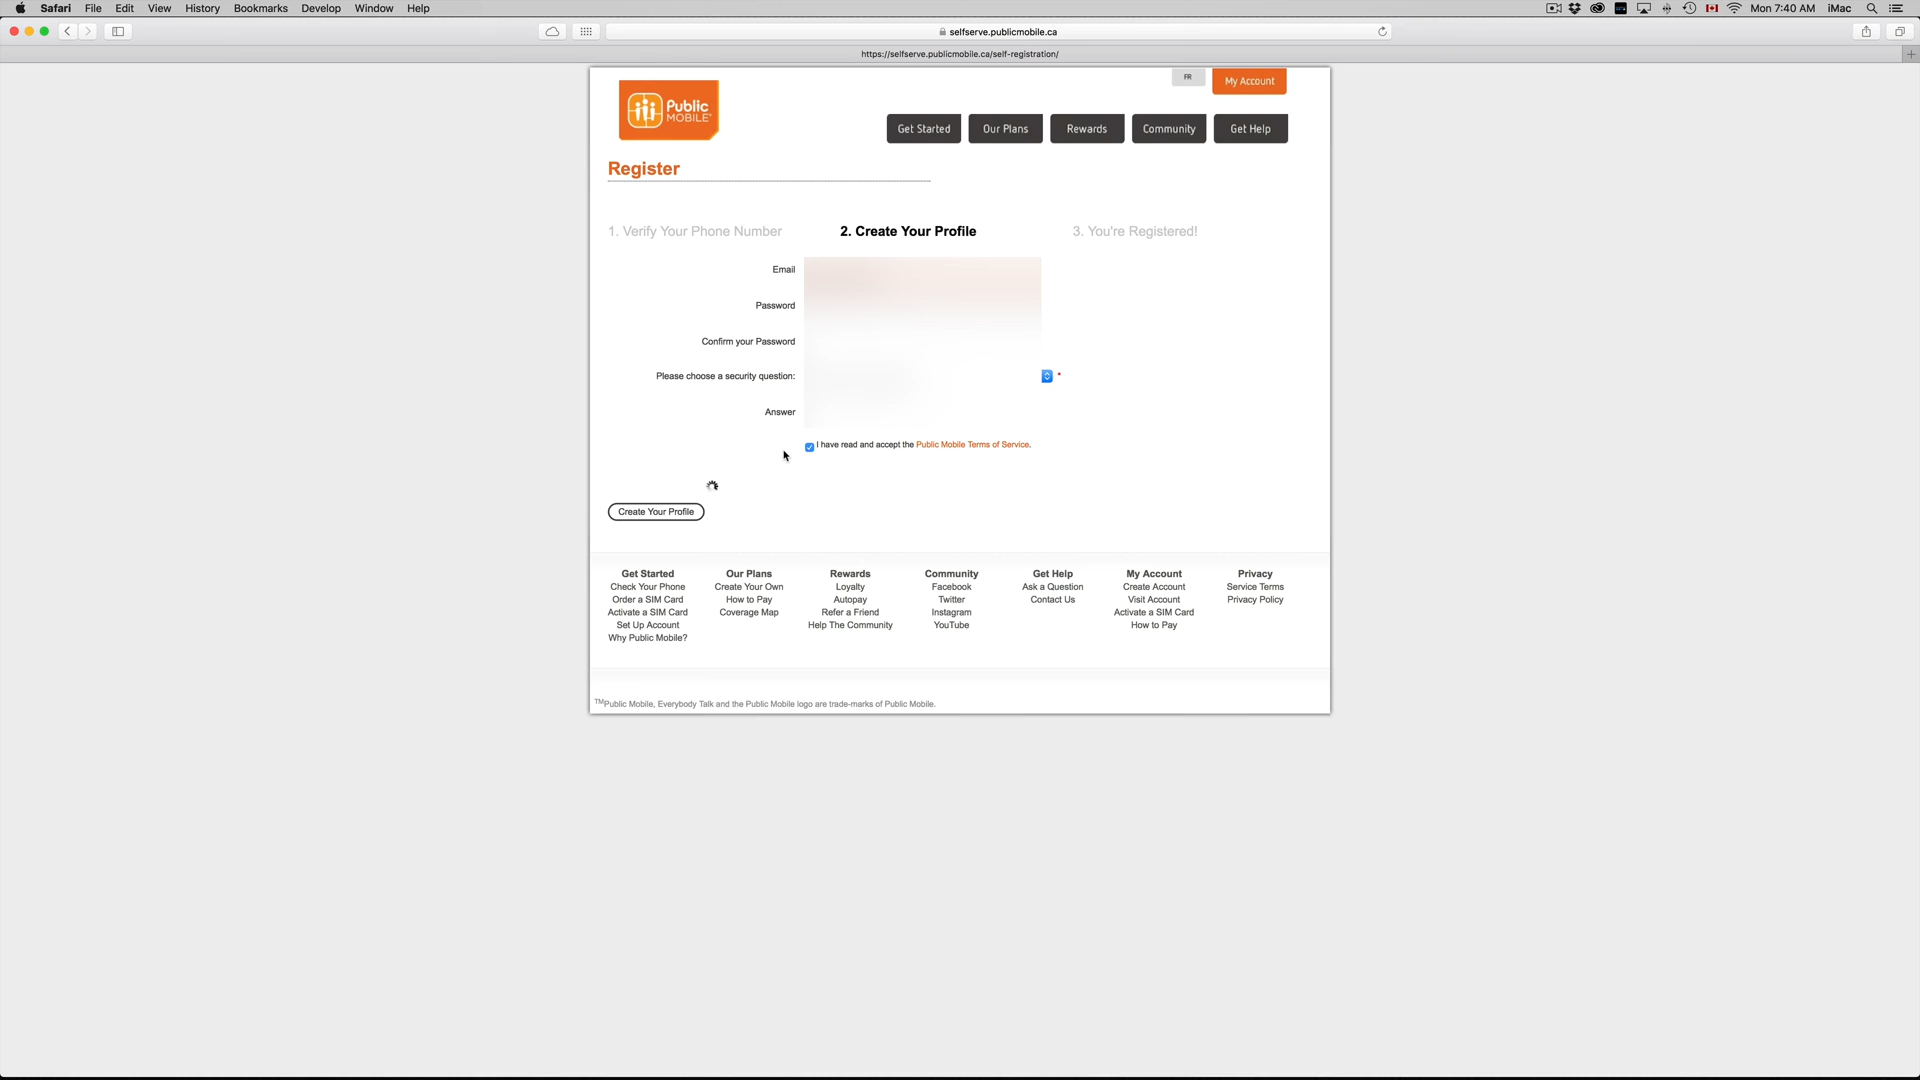 Safari File Edit View History Bookmarks Develop Window Help Mon 7:40 AM iMac
selfserve.publicmobile.ca
https://selfserve.publicmobile.ca/self-registration/
FR My Account
Public
MOBILE
Get Started Our Plans Rewards Community Get Help
Register
1. Verify Your Phone Number 2. Create Your Profile 3. You're Registered!
Email
Password
Confirm your Password
Please choose a security question: *
Answer
I have read and accept the Public Mobile Terms of Service.
Create Your Profile
Get Started Our Plans Rewards Community Get Help My Account Privacy
Check Your Phone Create Your Own Loyalty Facebook Ask a Question Create Account Service Terms
Order a SIM Card How to Pay Autopay Twitter Contact Us Visit Account Privacy Policy
Activate a SIM Card Coverage Map Refer a Friend Instagram Activate a SIM Card
Set Up Account Help The Community YouTube How to Pay
Why Public Mobile?
TMPublic Mobile, Everybody Talk and the Public Mobile logo are trade-marks of Public Mobile.